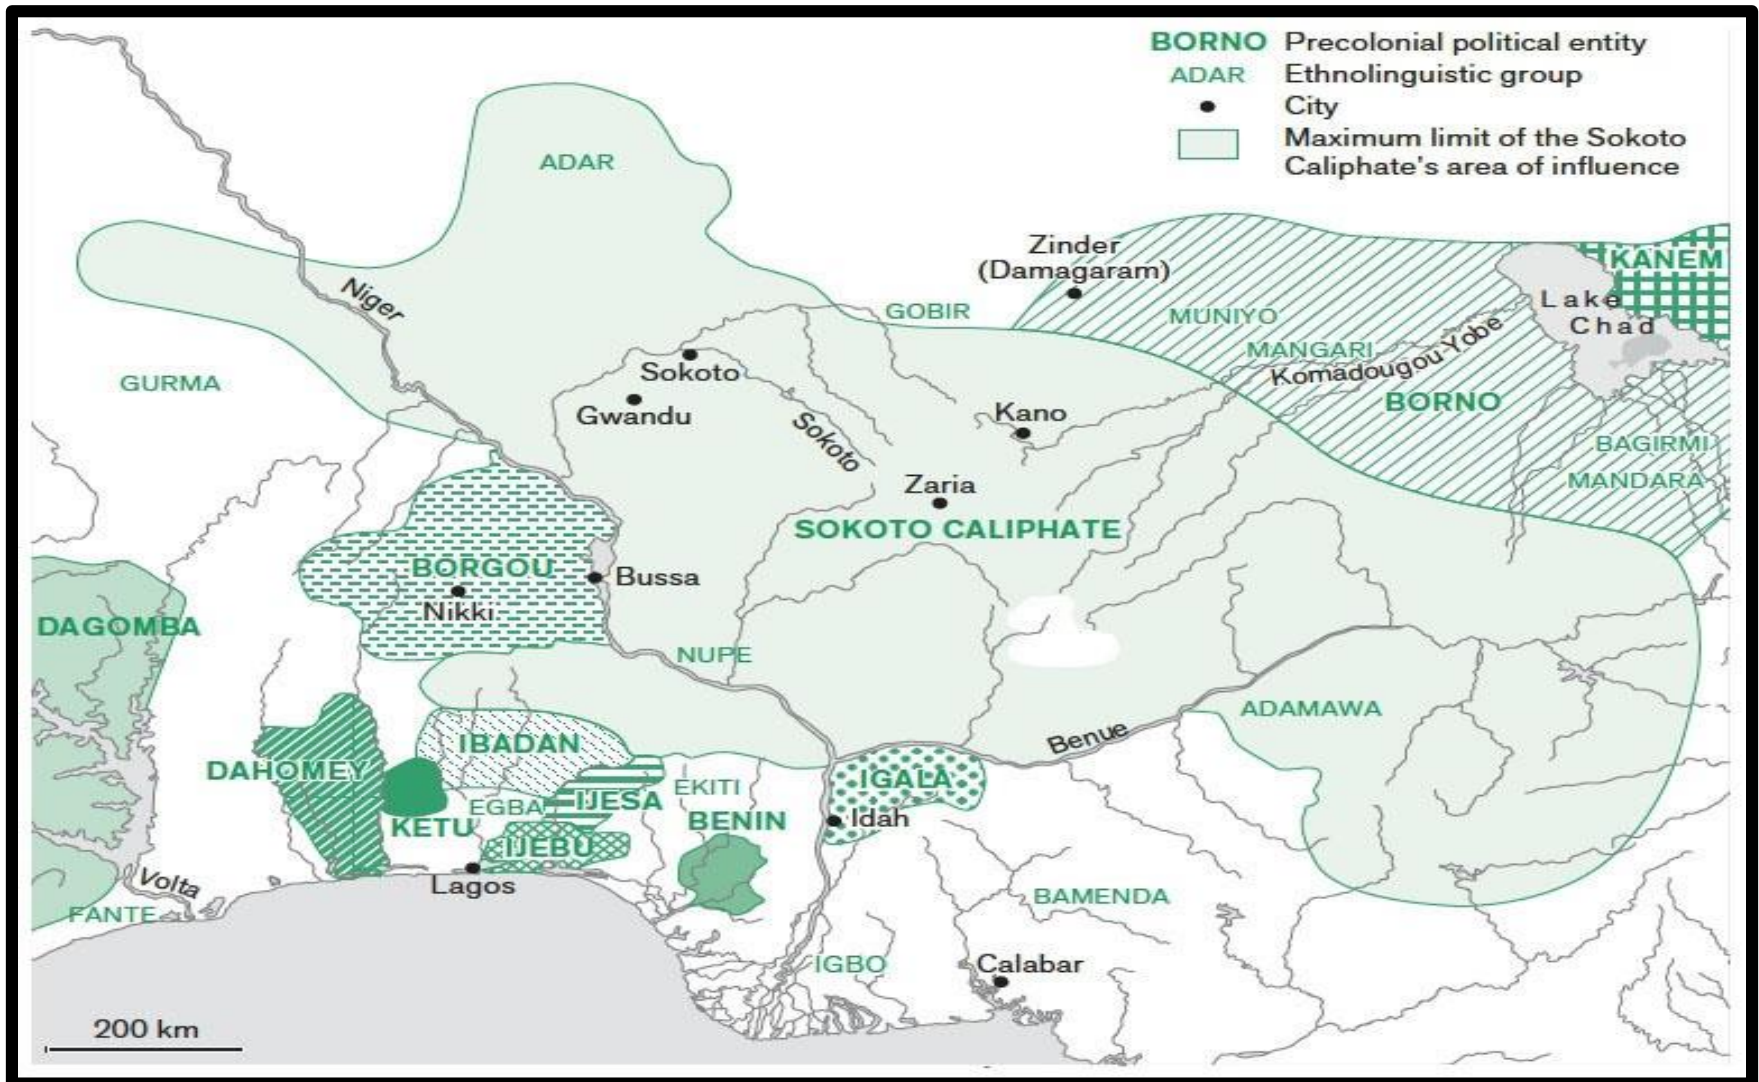 BORNO Precolonial political entity
ADAR Ethnolinguistic group
City
Maximum limit of the Sokoto
Caliphate's area of influence
ADAR
Zinder
(Damagaram)
KANEM
Niger
GOBIR
MUNIYO
Lake
Chad
MANGARI
Komadougou-Yobe
Sokoto
GURMA
Gwandu
Sokoto
Kano
BORNO
BAGIRMI
MANDARA
Zaria
SOKOTO CALIPHATE
BORGOU
Bussa
Nikki
DAGOMBA
NUPE
ADAMAWA
Benue
IBADAN
DAHOMEY
IGALA
EKITI
IJESA
EGBA
KETU
BENIN
Idah
IJEBU
Lagos
Volta
FANTE
BAMENDA
IGBO
Calabar
200 km